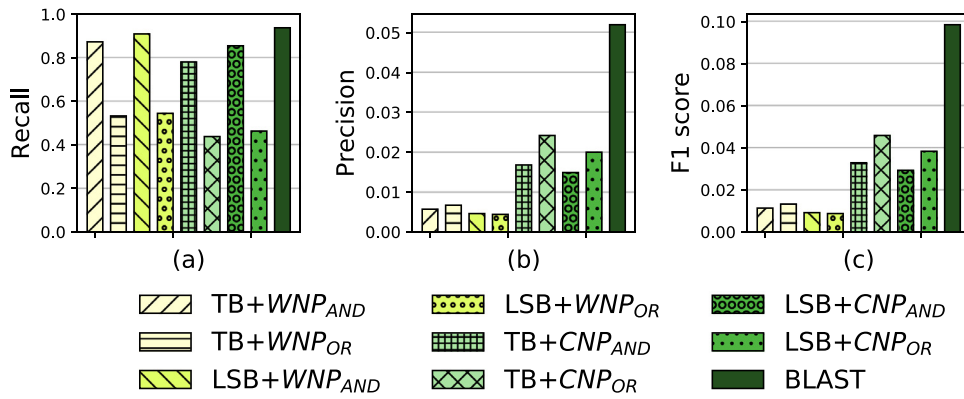 1.0
0.8
0.6
0.4
0.2
0.0
Recall
(a)
0.05
0.04
0.03
0.02
0.01
0.00
Precision
(b)
0.10
0.08
0.06
0.04
0.02
0.00
F1 score
(c)
TB+WNP_AND
LSB+WNP_OR
LSB+CNP_AND
TB+WNP_OR
TB+CNP_AND
LSB+CNP_OR
LSB+WNP_AND
TB+CNP_OR
BLAST